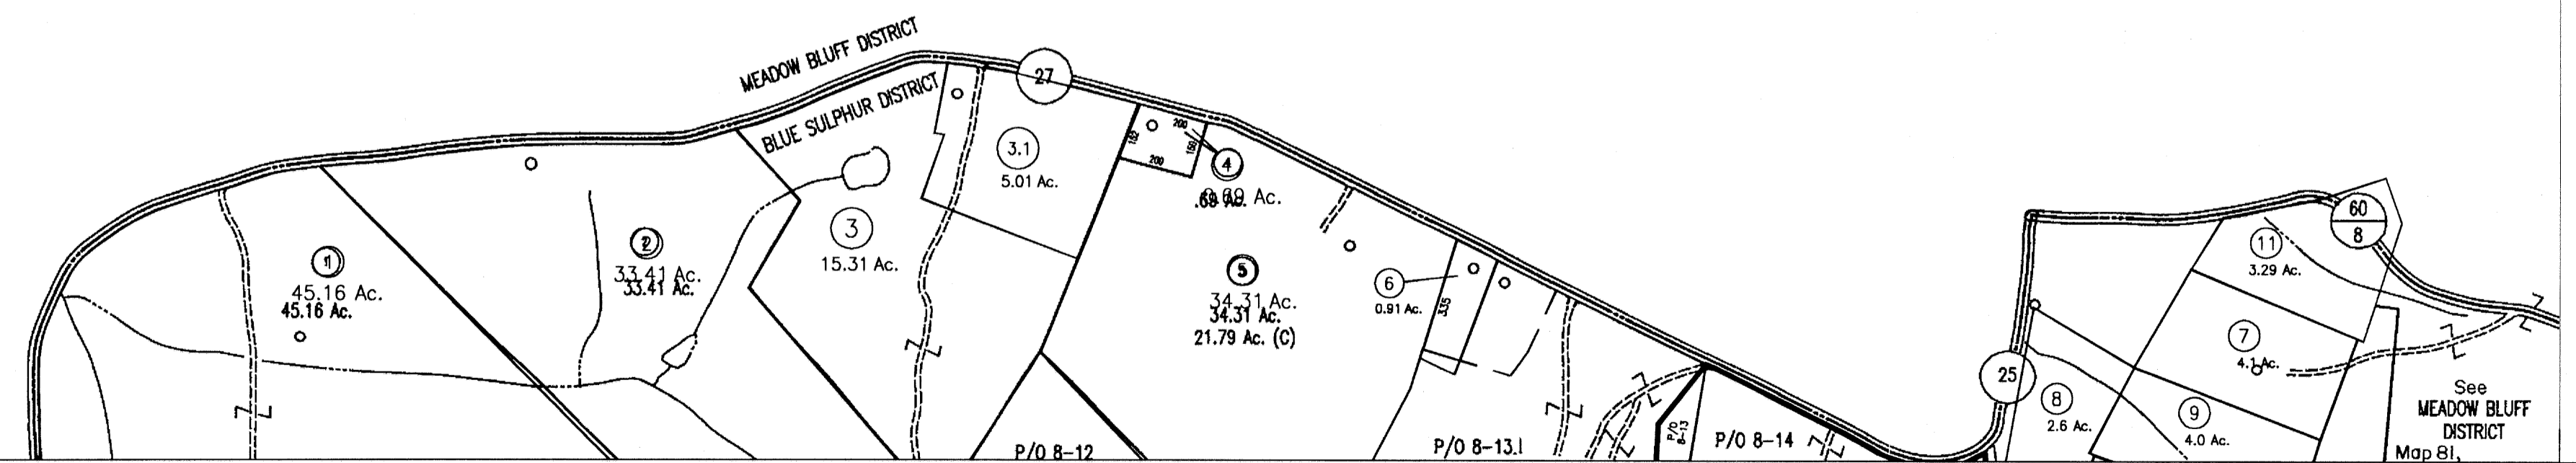 MEADOW BLUFF DISTRICT
BLUE SULPHUR DISTRICT
27
1
45.16 Ac.
45.16 Ac.
2
33.41 Ac.
33.41 Ac.
3
15.31 Ac.
3.1
5.01 Ac.
200
150
200
4
.69 Ac.
5
34.31 Ac.
34.31 Ac.
21.79 Ac. (C)
6
0.91 Ac.
335
P/O 8-12
P/O 8-13.1
P/O
8-13
P/O 8-14
25
60
8
11
3.29 Ac.
7
4.1 Ac.
8
2.6 Ac.
9
4.0 Ac.
See
MEADOW BLUFF
DISTRICT
Map 81,